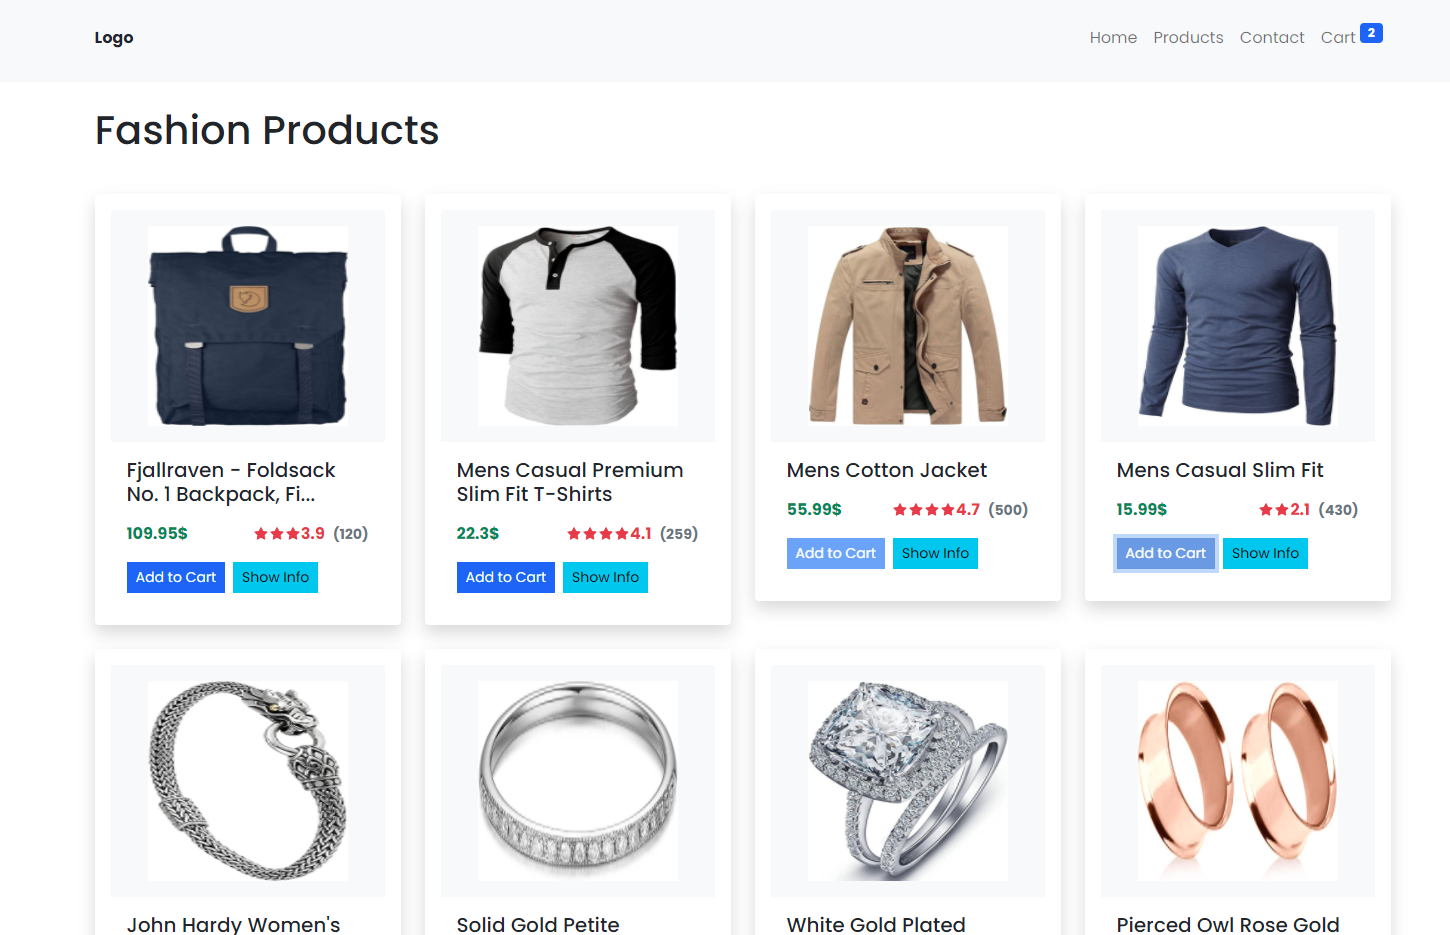 Logo
Home Products Contact Cart 2
Fashion Products
Fjallraven - Foldsack
No. 1 Backpack, Fi...
109.95$ 3.9 (120)
Add to Cart Show Info
Mens Casual Premium
Slim Fit T-Shirts
22.3$ 4.1 (259)
Add to Cart Show Info
Mens Cotton Jacket
55.99$ 4.7 (500)
Add to Cart Show Info
Mens Casual Slim Fit
15.99$ 2.1 (430)
Add to Cart Show Info
John Hardy Women's
Solid Gold Petite
White Gold Plated
Pierced Owl Rose Gold